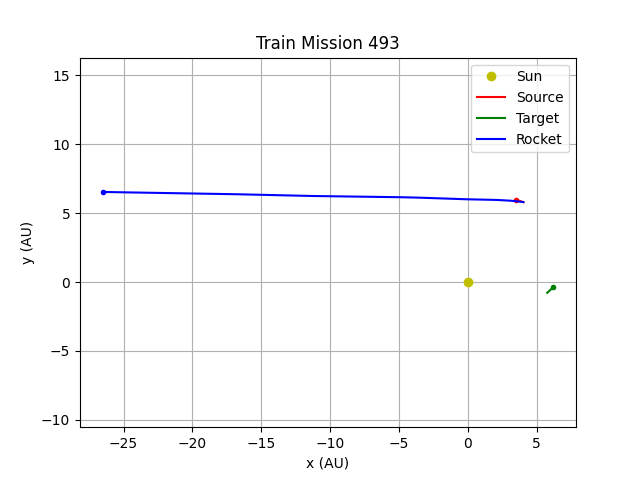 Train Mission 493
Sun
Source
Target
Rocket
15
10
5
0
−5
−10
y (AU)
−25
−20
−15
−10
−5
0
5
x (AU)